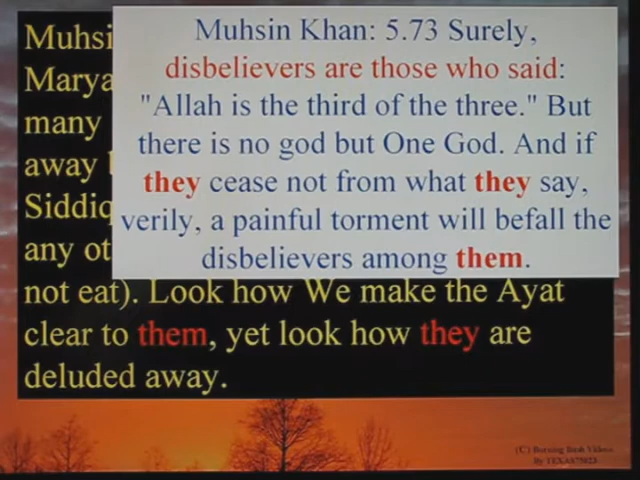 Muhsin Khan: 5.73 Surely,
disbelievers are those who said:
"Allah is the third of the three." But
there is no god but One God. And if
they cease not from what they say,
verily, a painful torment will befall the
disbelievers among them.
Muhsi
Marya
many
away
Siddiq
any ot
not eat). Look how We make the Ayat
clear to them, yet look how they are
deluded away.
(C) Burning Bush Videos
By TEXAS75023